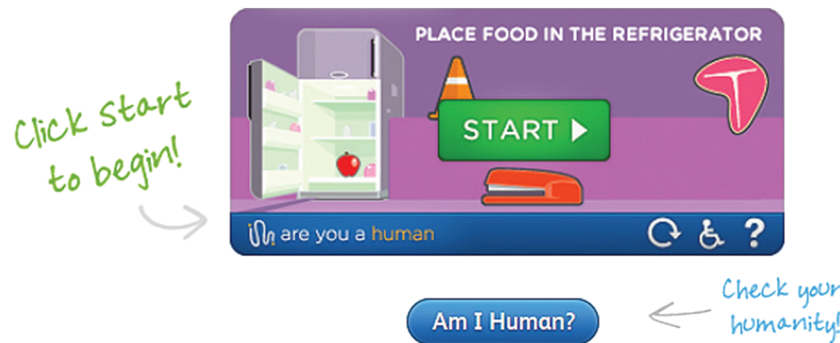 PLACE FOOD IN THE REFRIGERATOR
Click start
to begin!
START
are you a human
?
Am I Human?
Check your
humanity!